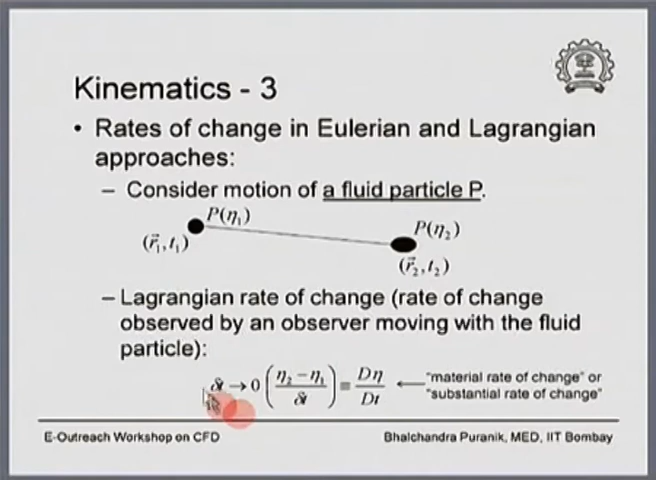 Kinematics - 3
• Rates of change in Eulerian and Lagrangian
approaches:
– Consider motion of a fluid particle P.
P(η₁)
P(η₂)
(r⃗₁,t₁)
(r⃗₂,t₂)
– Lagrangian rate of change (rate of change
observed by an observer moving with the fluid
particle):
δt → 0 ( (η₂ – η₁) / δt ) ≡ Dη / Dt ← "material rate of change" or
"substantial rate of change"
E-Outreach Workshop on CFD
Bhalchandra Puranik, MED, IIT Bombay